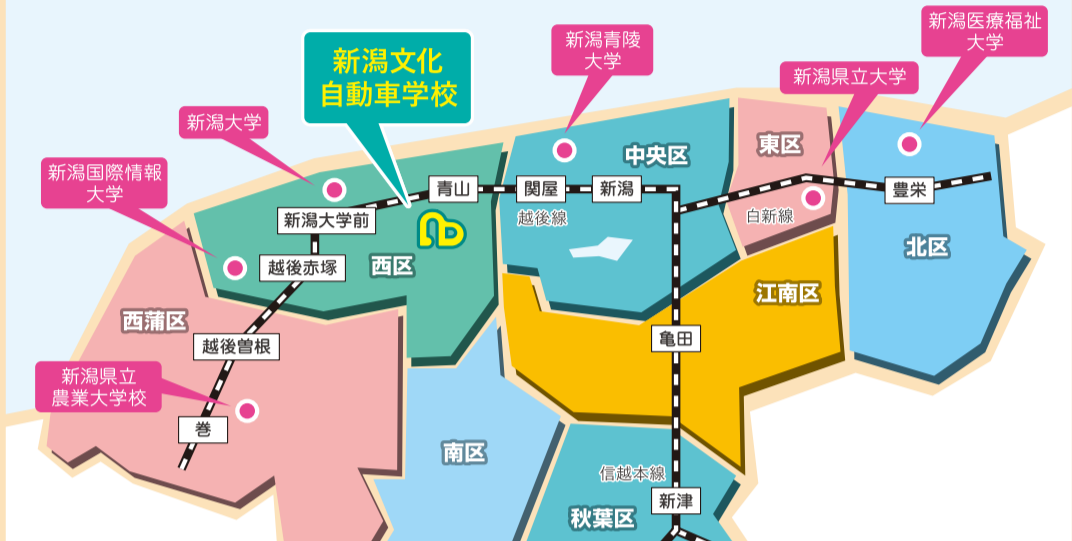 新潟医療福祉
大学
新潟青陵
大学
新潟文化
自動車学校
新潟県立大学
新潟大学
中央区
東区
新潟国際情報
大学
青山
関屋
新潟
豊栄
新潟大学前
越後線
白新線
北区
越後赤塚
西区
江南区
西蒲区
亀田
越後曽根
新潟県立
農業大学校
巻
南区
信越本線
新津
秋葉区